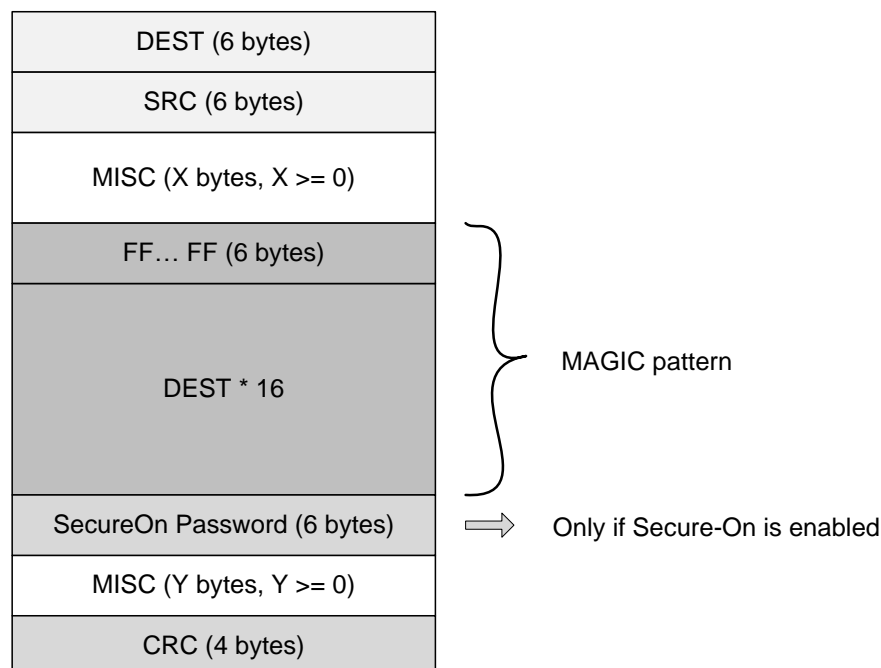 DEST (6 bytes)
SRC (6 bytes)
MISC (X bytes, X >= 0)
FF… FF (6 bytes)
DEST * 16
MAGIC pattern
SecureOn Password (6 bytes)
Only if Secure-On is enabled
MISC (Y bytes, Y >= 0)
CRC (4 bytes)